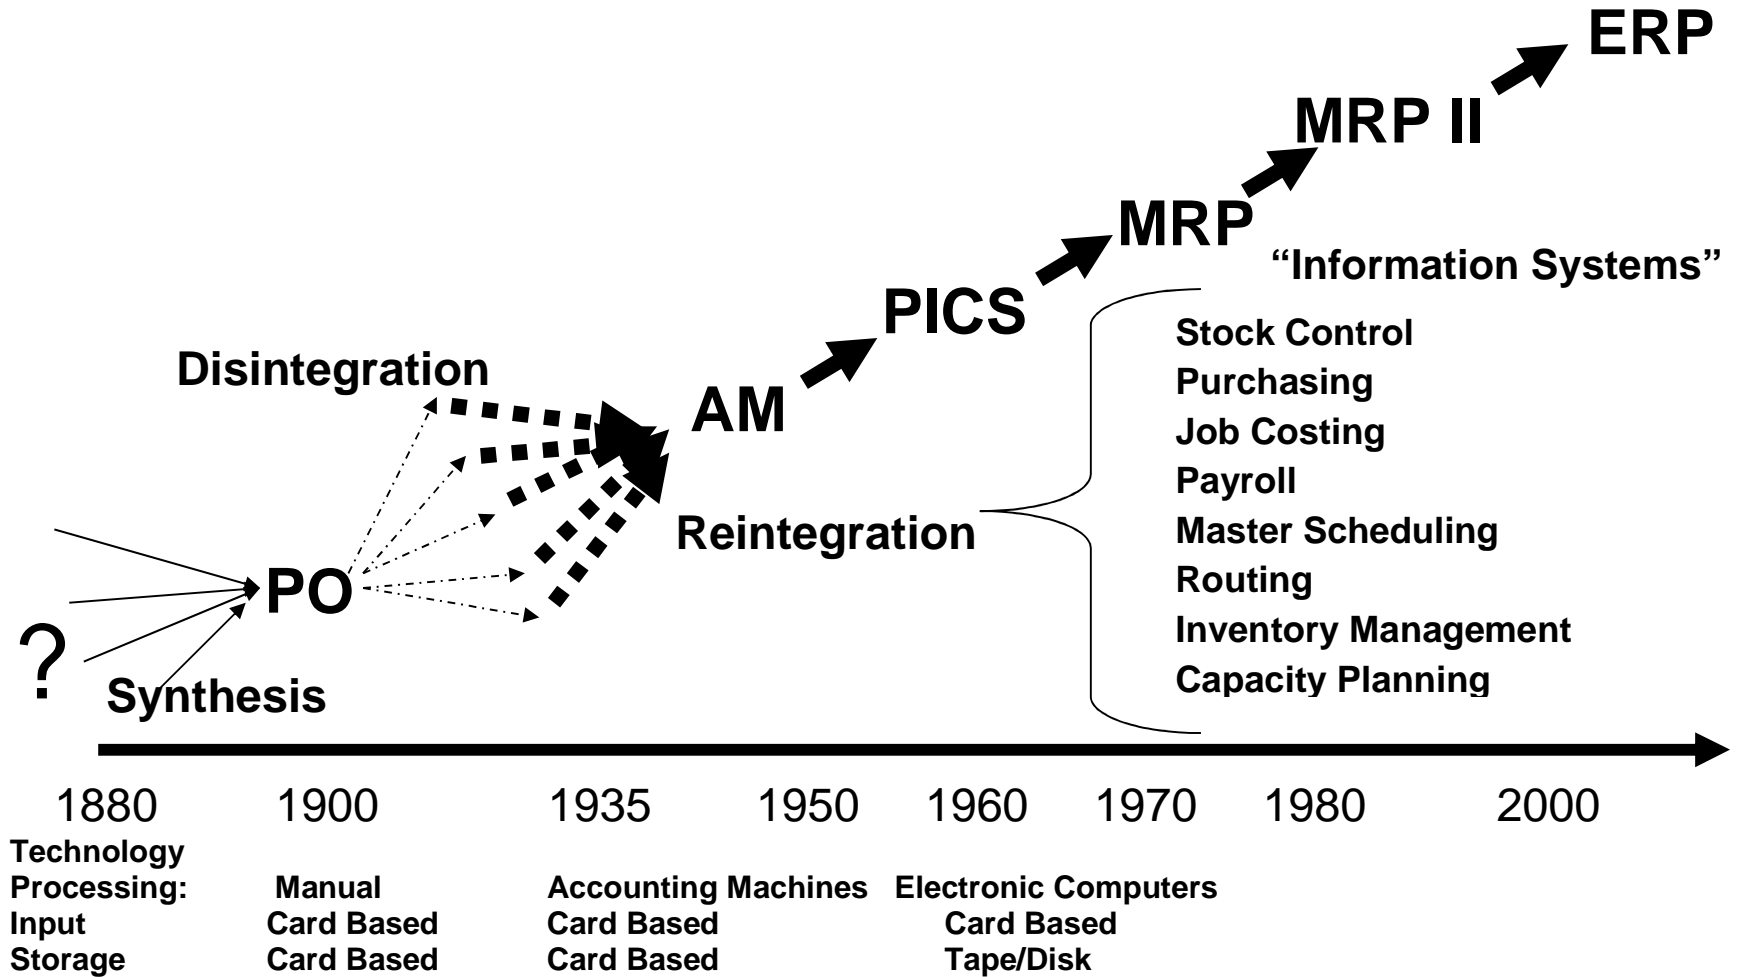 ERP
MRP II
MRP
“Information Systems”
PICS
Stock Control
Disintegration
Purchasing
AM
Job Costing
Payroll
Reintegration
Master Scheduling
PO
Routing
Inventory Management
?
Capacity Planning
Synthesis
1880 1900 1935 1950 1960 1970 1980 2000
Technology
Processing: Manual Accounting Machines Electronic Computers
Input Card Based Card Based Card Based
Storage Card Based Card Based Tape/Disk